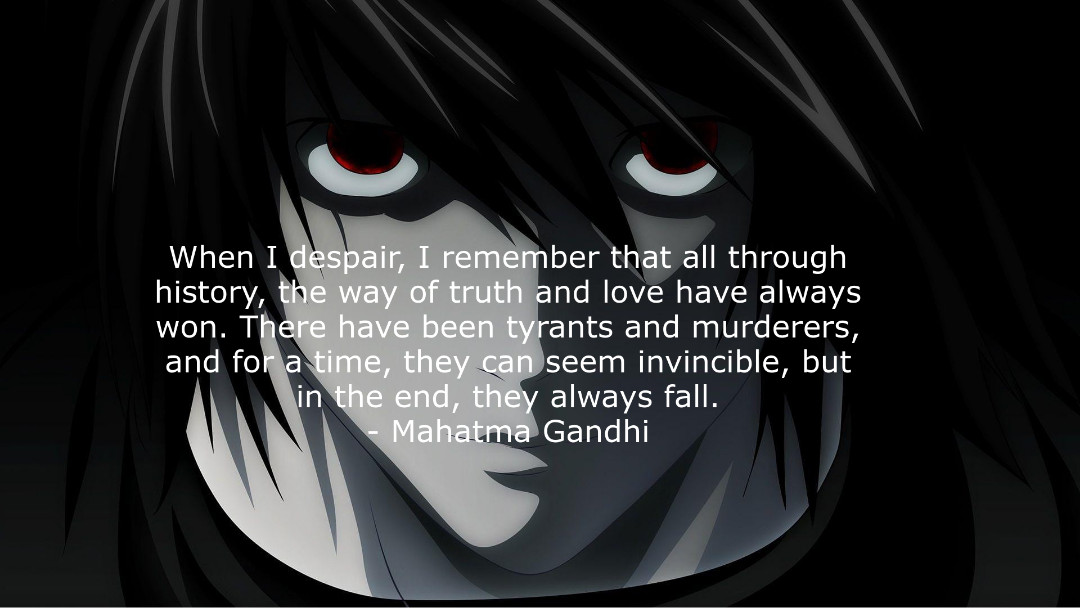 When I despair, I remember that all through
history, the way of truth and love have always
won. There have been tyrants and murderers,
and for a time, they can seem invincible, but
in the end, they always fall.
- Mahatma Gandhi